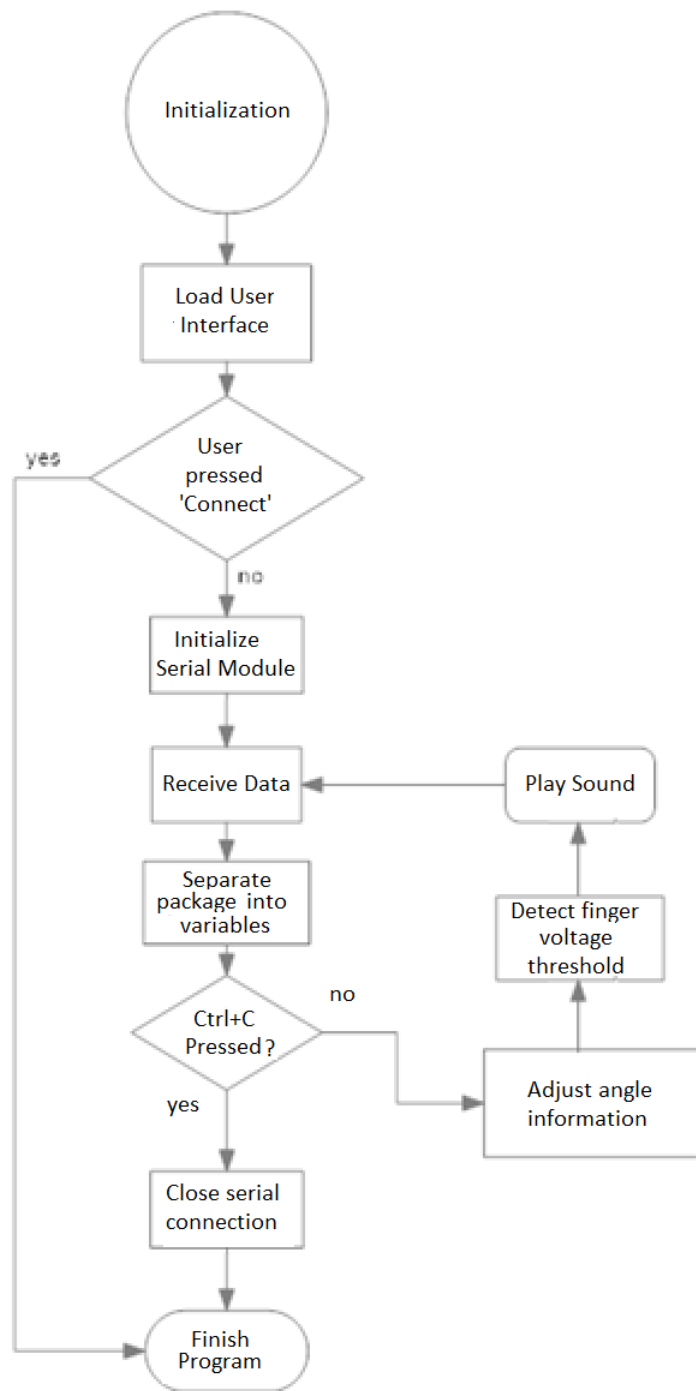 Initialization
Load User
Interface
User
pressed
'Connect'
yes
no
Initialize
Serial Module
Receive Data
Play Sound
Separate
package into
variables
Detect finger
voltage
threshold
no
Ctrl+C
Pressed?
yes
Adjust angle
information
Close serial
connection
Finish
Program